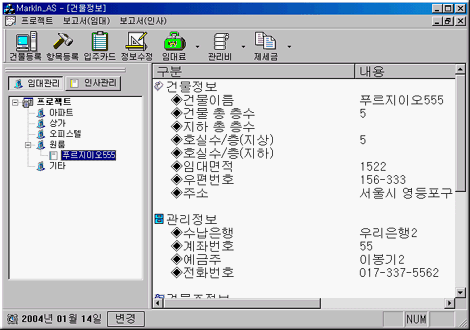 MarkIn_AS - [건물정보]
프로젝트 보고서(임대) 보고서(인사)
건물등록 항목등록 입주카드 정보수정 임대료 관리비 제세금
임대관리 인사관리
프로젝트
아파트
상가
오피스텔
원룸
푸르지이오555
기타
구분 내용
건물정보
건물이름 푸르지이오555
건물 총 층수 5
지하 총 층수
호실수/층(지상) 5
호실수/층(지하)
임대면적 1522
우편번호 156-333
주소 서울시 영등포구
관리정보
수납은행 우리은행2
계좌번호 55
예금주 이봉기2
전화번호 017-337-5562
2004년 01월 14일 변경 NUM